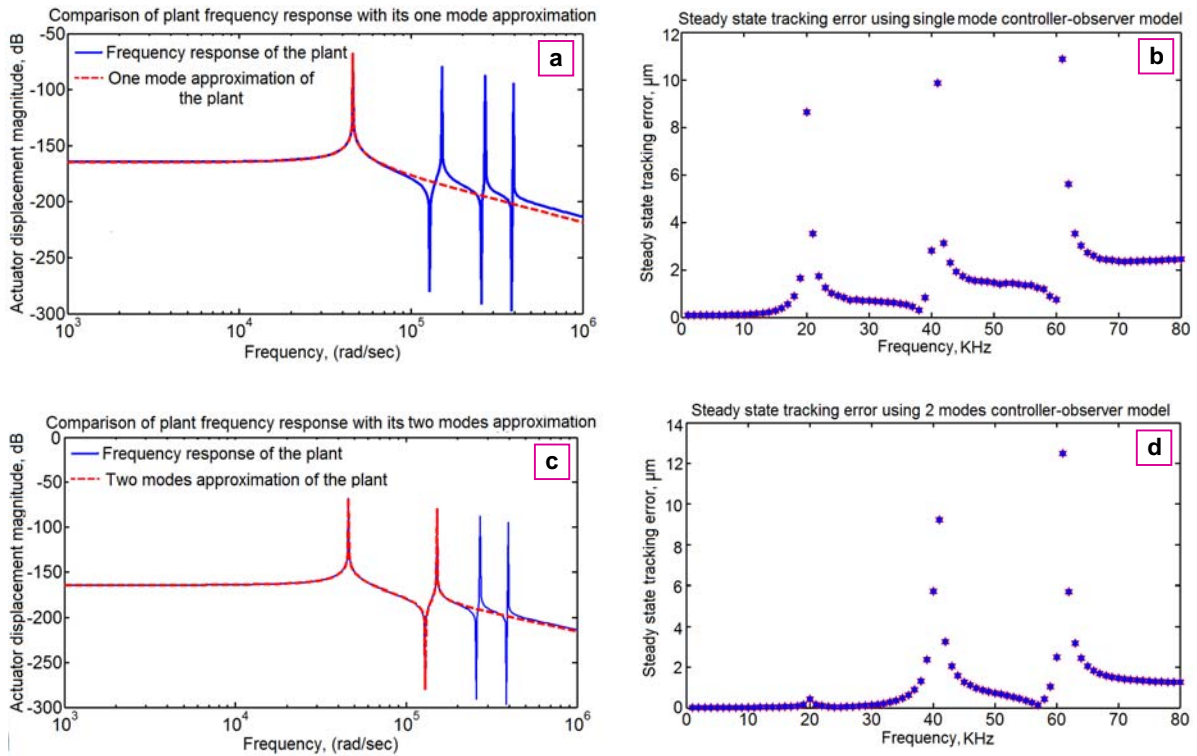 Comparison of plant frequency response with its one mode approximation
Actuator displacement magnitude, dB
-50
-100
-150
-200
-250
-300
Frequency response of the plant
One mode approximation of
the plant
a
10^3
10^4
10^5
10^6
Frequency, (rad/sec)
Steady state tracking error using single mode controller-observer model
Steady state tracking error, μm
12
10
8
6
4
2
0
b
0
10
20
30
40
50
60
70
80
Frequency, KHz
Comparison of plant frequency response with its two modes approximation
Actuator displacement magnitude, dB
0
-50
-100
-150
-200
-250
-300
Frequency response of the plant
Two modes approximation of the plant
c
10^3
10^4
10^5
10^6
Frequency, (rad/sec)
Steady state tracking error using 2 modes controller-observer model
Steady state tracking error, μm
14
12
10
8
6
4
2
0
d
0
10
20
30
40
50
60
70
80
Frequency, KHz